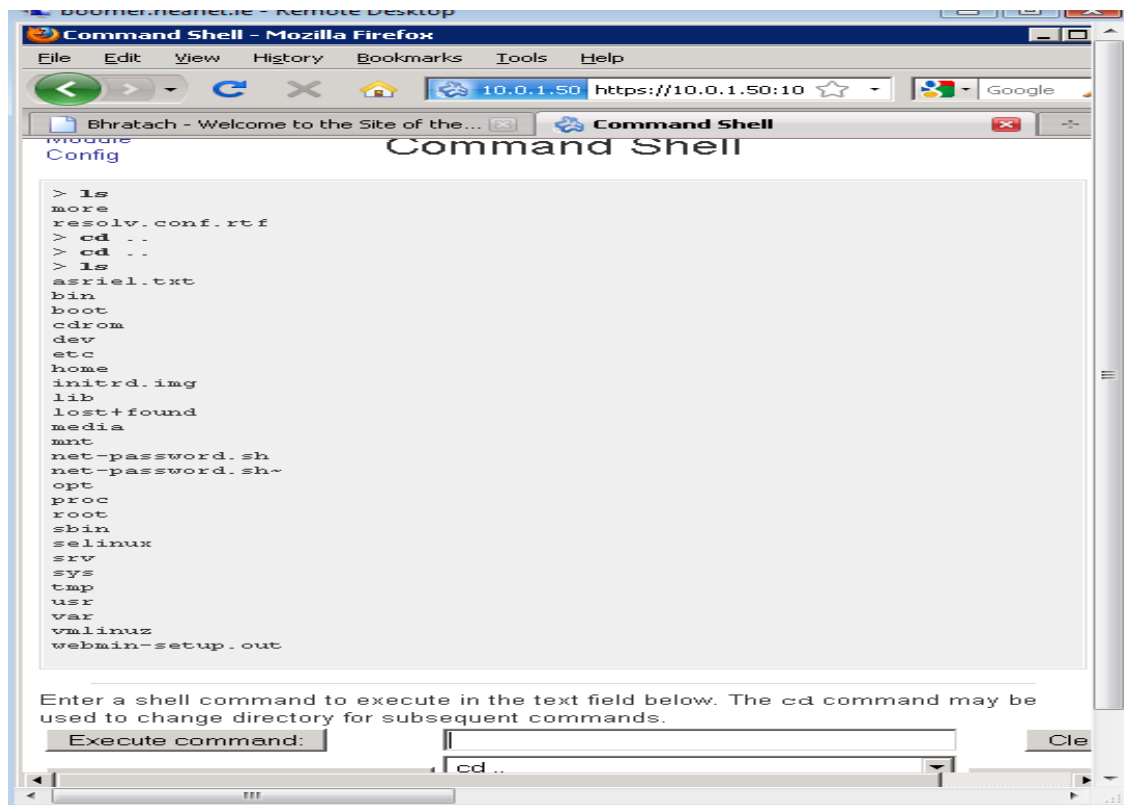 boomer.heanet.ie - Remote Desktop
Command Shell - Mozilla Firefox
File Edit View History Bookmarks Tools Help
10.0.1.50 https://10.0.1.50:10 Google
Bhratach - Welcome to the Site of the... Command Shell
Module
Config
Command Shell
> ls
more
resolv.conf.rtf
> cd ..
> cd ..
> ls
asriel.txt
bin
boot
cdrom
dev
etc
home
initrd.img
lib
lost+found
media
mnt
net-password.sh
net-password.sh~
opt
proc
root
sbin
selinux
srv
sys
tmp
usr
var
vmlinuz
webmin-setup.out
Enter a shell command to execute in the text field below. The cd command may be
used to change directory for subsequent commands.
Execute command: Cle
cd ..